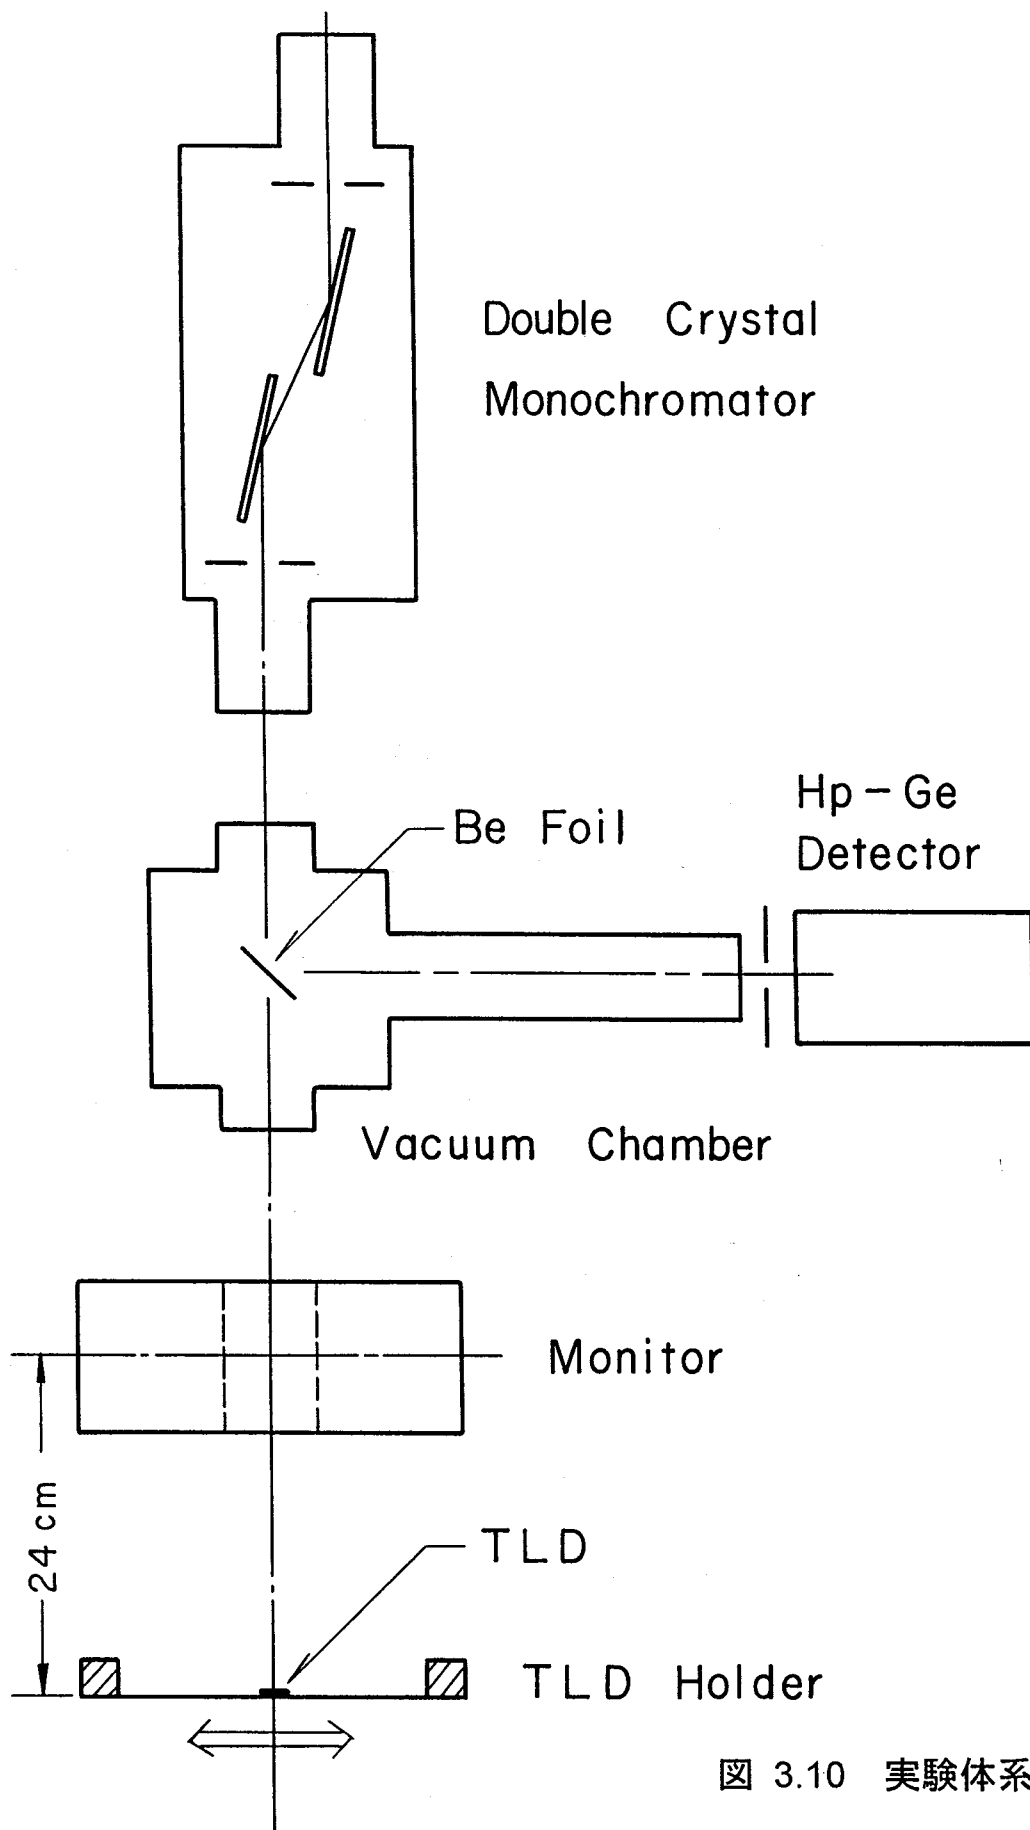 Double Crystal
Monochromator
Be Foil
Hp-Ge
Detector
Vacuum Chamber
Monitor
24 cm
TLD
TLD Holder
図 3.10 実験体系